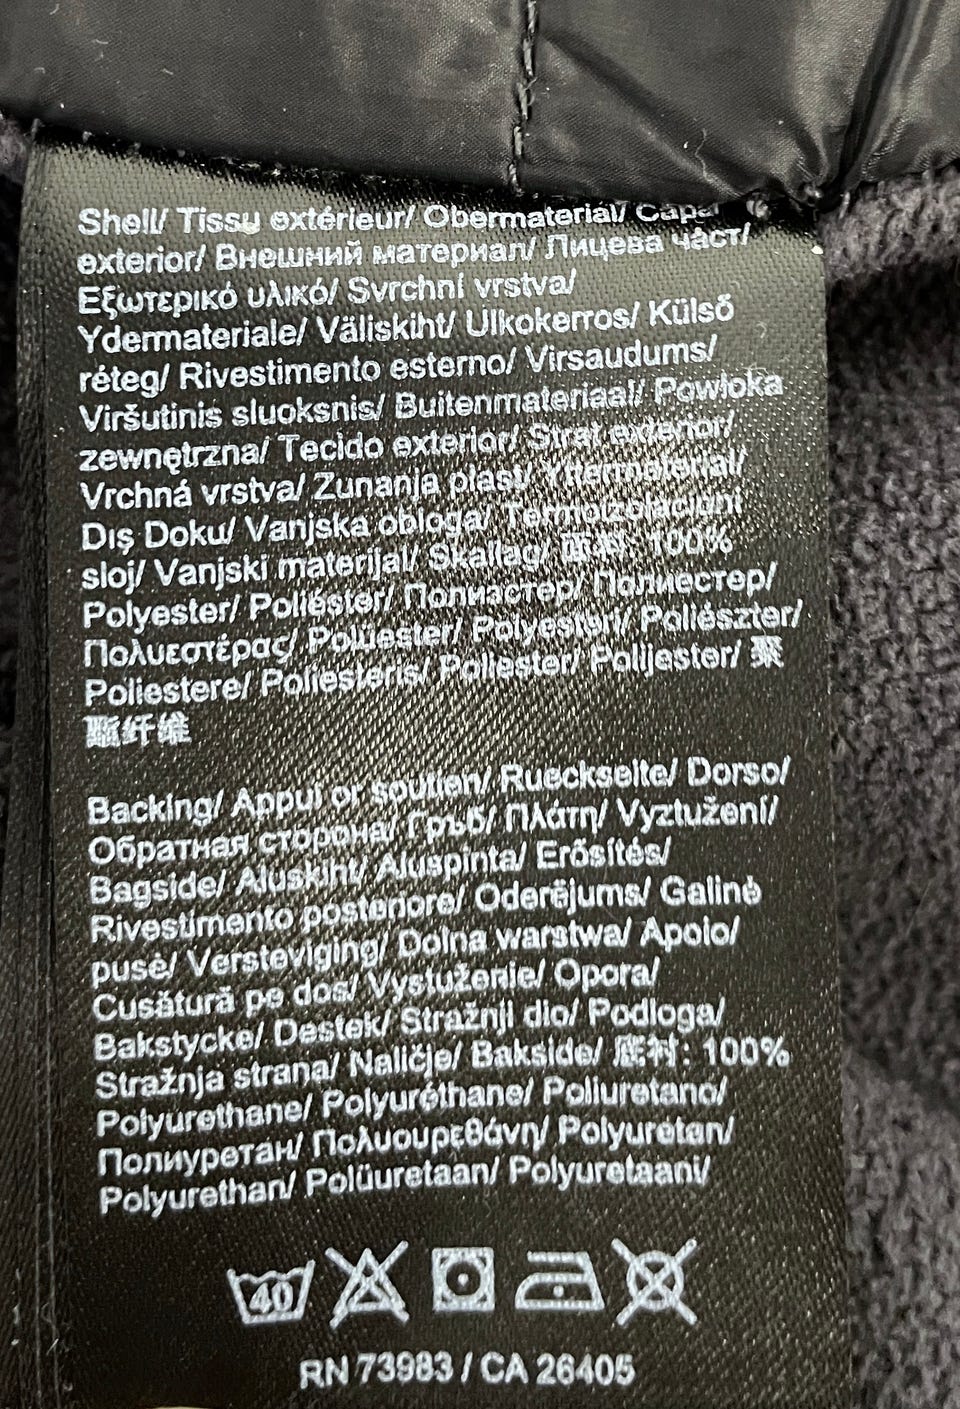 Shell/ Tissu extérieur/ Obermaterial/ Capa
exterior/ Внешний материал/ Лицева част/
Εξωτερικό υλικό/ Svrchní vrstva/
Ydermateriale/ Väliskiht/ Ulkokerros/ Külső
réteg/ Rivestimento esterno/ Virsaudums/
Viršutinis sluoksnis/ Buitenmateriaal/ Powłoka
zewnętrzna/ Tecido exterior/ Strat exterior/
Vrchná vrstva/ Zunanja plast/ Yttermaterial/
Dış Doku/ Vanjska obloga/ Termoizolaciuni
sloj/ Vanjski materijal/ Skallag/ 面料: 100%
Polyester/ Poliéster/ Полиэстер/ Полиестер/
Πολυεστέρας/ Polüester/ Polyesteri/ Poliészter/
Poliestere/ Poliesteris/ Poliester/ Polijester/ 聚
酯纤维
Backing/ Appui or soutien/ Rueckseite/ Dorso/
Обратная сторона/ Гръб/ Πλάτη/ Vyztužení/
Bagside/ Aluskiht/ Aluspinta/ Erősítés/
Rivestimento posteriore/ Oderējums/ Galinė
pusė/ Versteviging/ Dolna warstwa/ Apoio/
Cusătură pe dos/ Vystuženie/ Opora/
Bakstycke/ Destek/ Stražnji dio/ Podloga/
Stražnja strana/ Naličje/ Bakside/ 底衬: 100%
Polyurethane/ Polyuréthane/ Poliuretano/
Полиуретан/ Πολυουρεθάνη/ Polyuretan/
Polyurethan/ Polüuretaan/ Polyuretaani/
40
RN 73983 / CA 26405